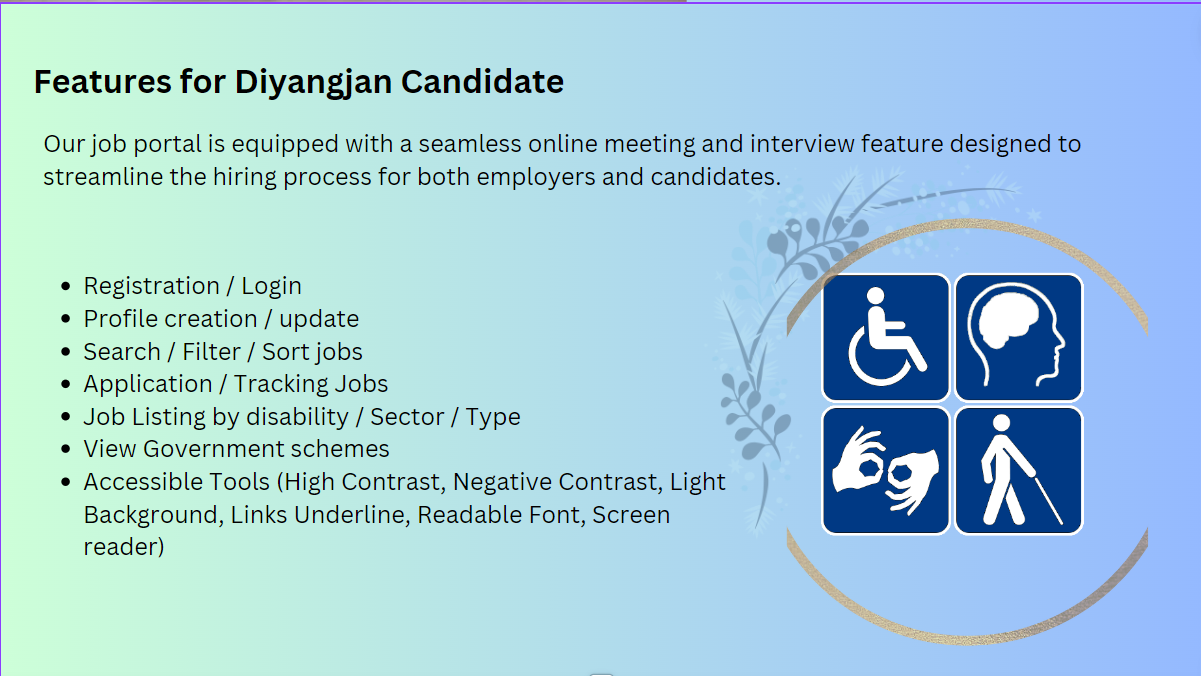 Features for Diyangjan Candidate
Our job portal is equipped with a seamless online meeting and interview feature designed to
streamline the hiring process for both employers and candidates.
• Registration / Login
• Profile creation / update
• Search / Filter / Sort jobs
• Application / Tracking Jobs
• Job Listing by disability / Sector / Type
• View Government schemes
• Accessible Tools (High Contrast, Negative Contrast, Light
Background, Links Underline, Readable Font, Screen
reader)